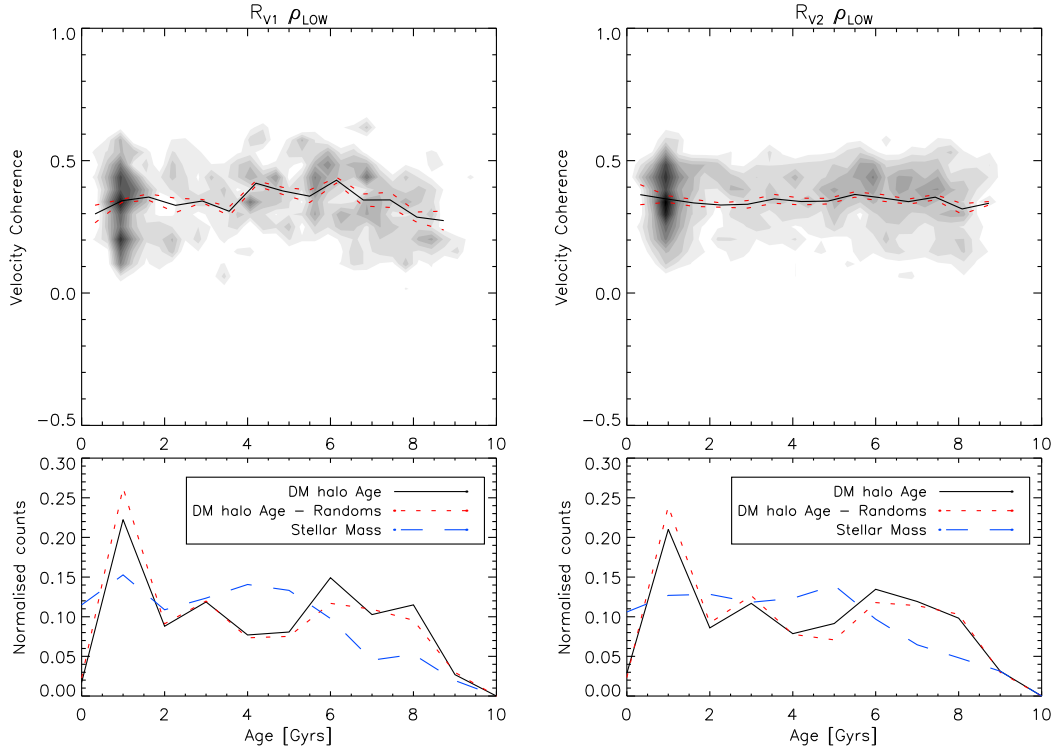 R_V1 ρ_LOW
Velocity Coherence
1.0
0.5
0.0
−0.5
0 2 4 6 8 10
Normalised counts
0.30
0.25
0.20
0.15
0.10
0.05
0.00
DM halo Age
DM halo Age − Randoms
Stellar Mass
0 2 4 6 8 10
Age [Gyrs]
R_V2 ρ_LOW
Velocity Coherence
1.0
0.5
0.0
−0.5
0 2 4 6 8 10
Normalised counts
0.30
0.25
0.20
0.15
0.10
0.05
0.00
DM halo Age
DM halo Age − Randoms
Stellar Mass
0 2 4 6 8 10
Age [Gyrs]